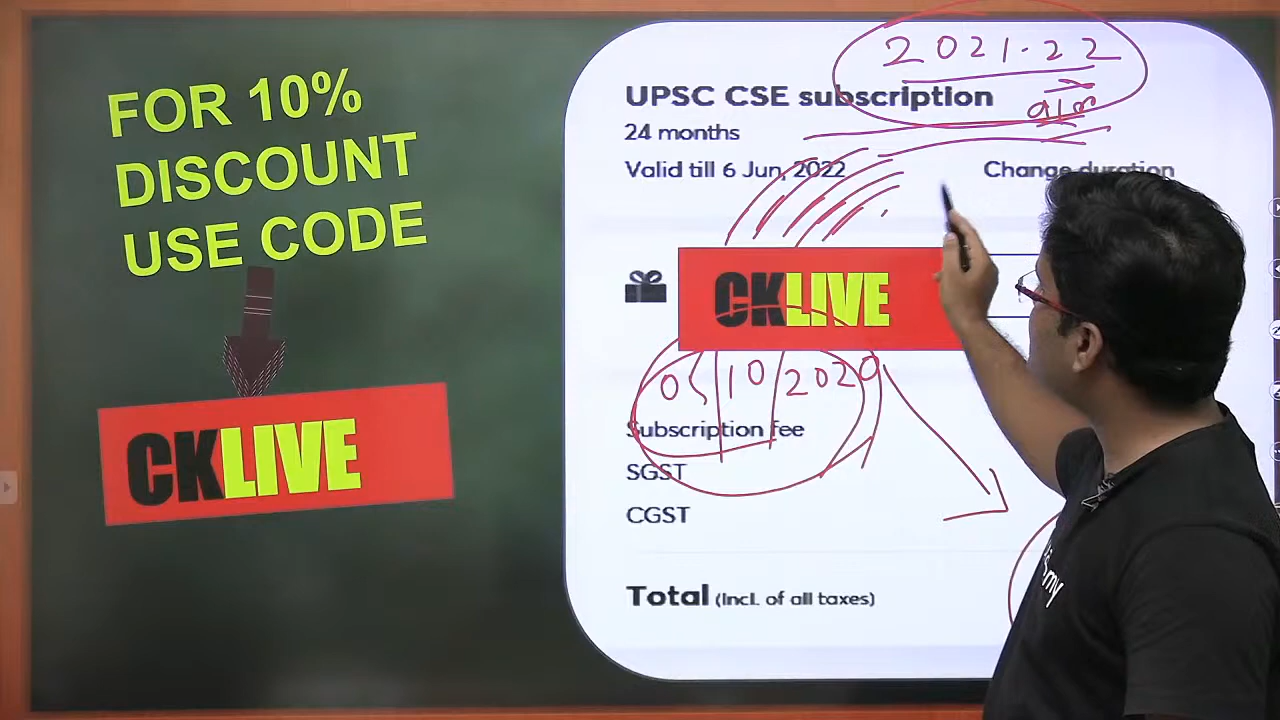 FOR 10%
DISCOUNT
USE CODE
CKLIVE
2021-22
UPSC CSE subscription
24 months
Valid till 6 Jun, 2022
Change duration
CKLIVE
10 2020
Subscription fee
SGST
CGST
Total (Incl. of all taxes)
my